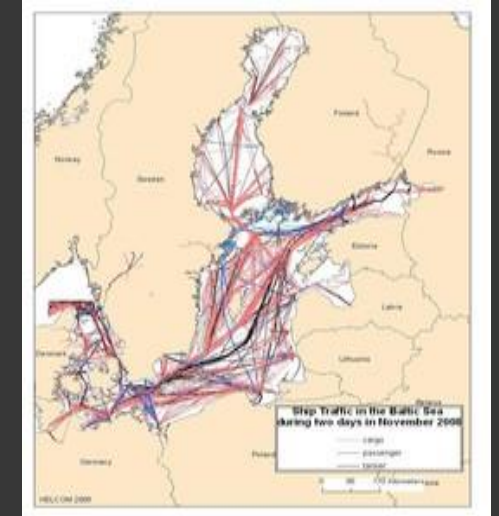 Finland
Norway
Russia
Sweden
Estonia
Latvia
Denmark
Lithuania
Belarus
Ship Traffic in the Baltic Sea
during two days in November 2008
cargo
passenger
tanker
Germany
Poland
HELCOM 2009